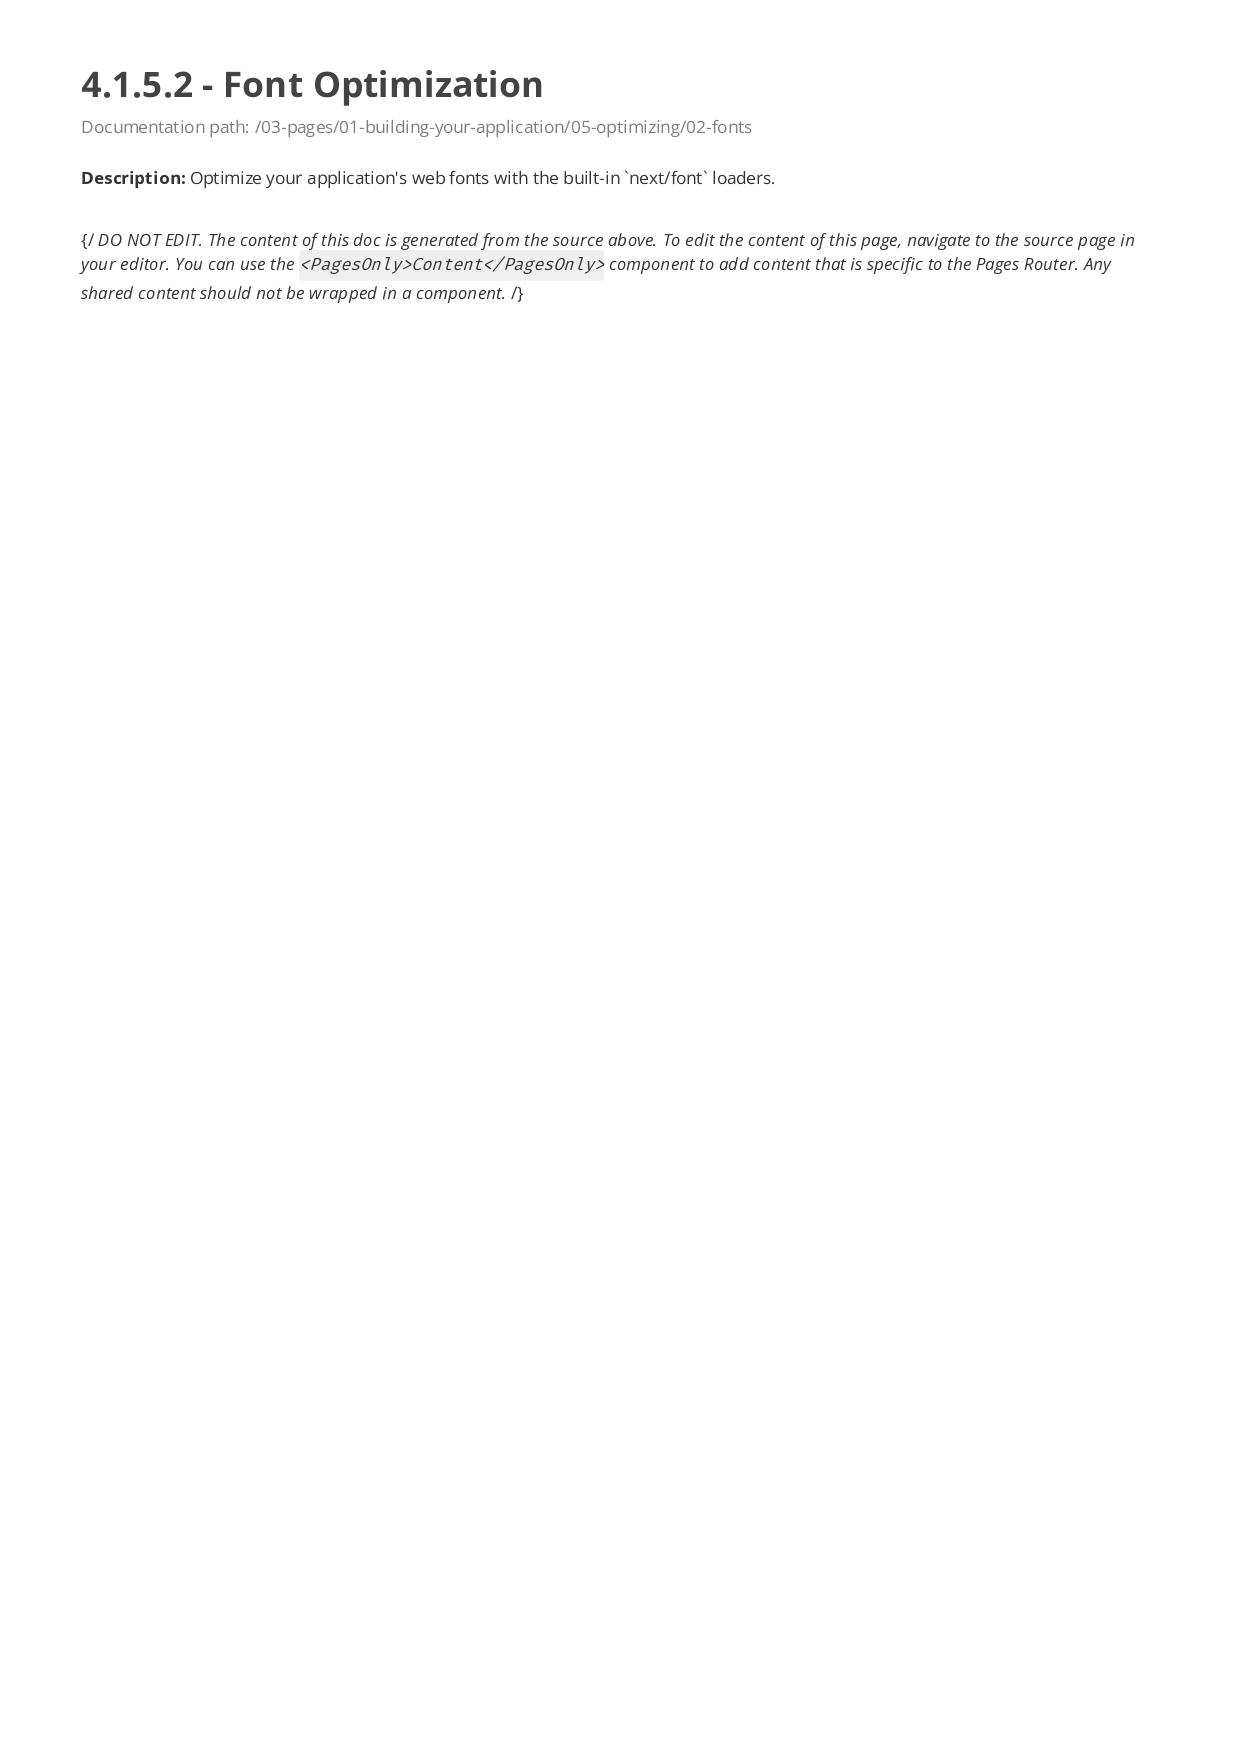 4.1.5.2 - Font Optimization
Documentation path: /03-pages/01-building-your-application/05-optimizing/02-fonts
Description: Optimize your application's web fonts with the built-in `next/font` loaders.
{/ DO NOT EDIT. The content of this doc is generated from the source above. To edit the content of this page, navigate to the source page in
your editor. You can use the <PagesOnly>Content</PagesOnly> component to add content that is specific to the Pages Router. Any
shared content should not be wrapped in a component. /}